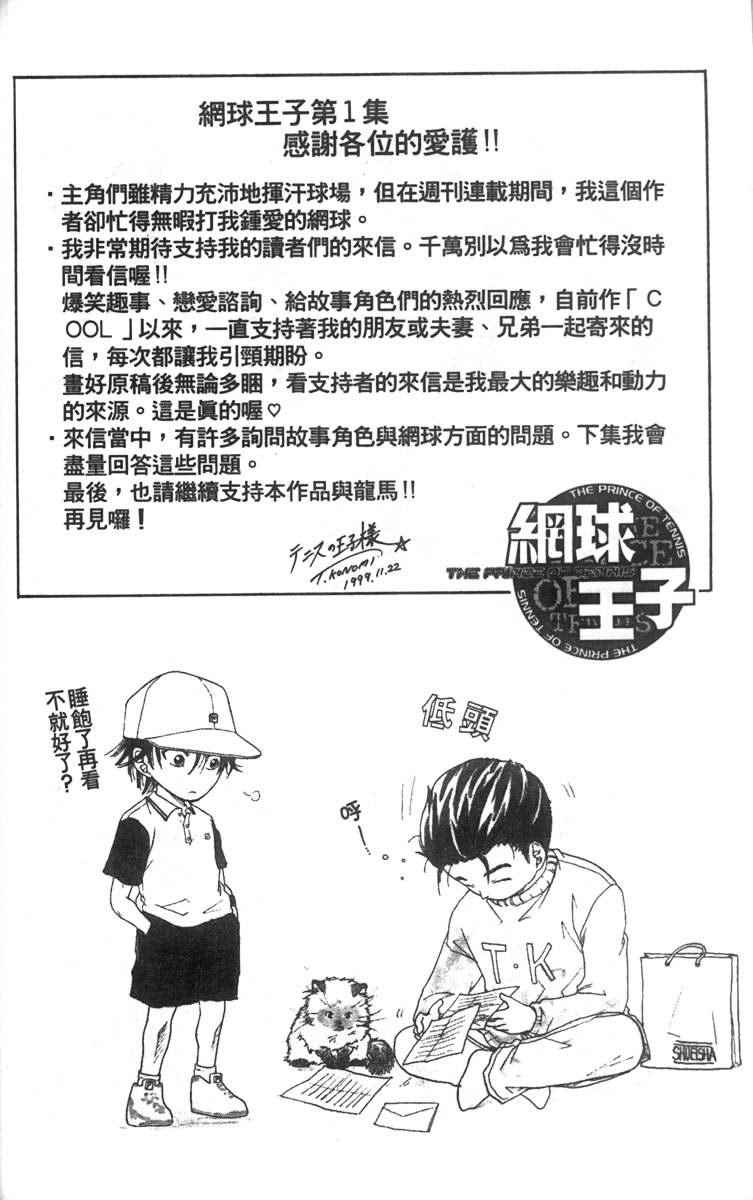 網球王子第1集
感謝各位的愛護!!
・主角們雖精力充沛地揮汗球場，但在週刊連載期間，我這個作
者卻忙得無暇打我鍾愛的網球。
・我非常期待支持我的讀者們的來信。千萬別以為我會忙得沒時
間看信喔!!
爆笑趣事、戀愛諮詢、給故事角色們的熱烈回應，自前作「C
OOL」以來，一直支持著我的朋友或夫妻、兄弟一起寄來的
信，每次都讓我引頸期盼。
畫好原稿後無論多睏，看支持者的來信是我最大的樂趣和動力
的來源。這是眞的喔♡
・來信當中，有許多詢問故事角色與網球方面的問題。下集我會
盡量回答這些問題。
最後，也請繼續支持本作品與龍馬!!
再見囉!
テニスの王子様
T.KONOMI ☆
1999.11.22
THE PRINCE OF TENNIS
網球
THE PRINCE OF TENNIS
王子
THE PRINCE OF TENNIS
睡飽了再看
不就好了?
低頭
呼—。。。
T・K
SHUEISHA